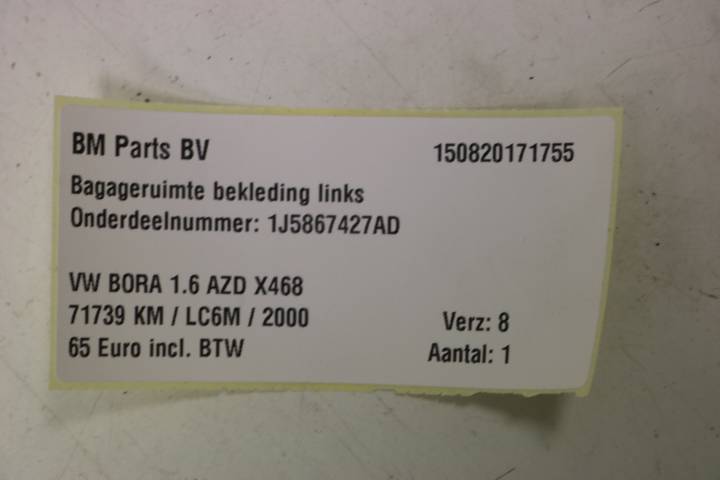 BM Parts BV 150820171755
Bagageruimte bekleding links
Onderdeelnummer: 1J5867427AD
VW BORA 1.6 AZD X468
71739 KM / LC6M / 2000 Verz: 8
65 Euro incl. BTW Aantal: 1